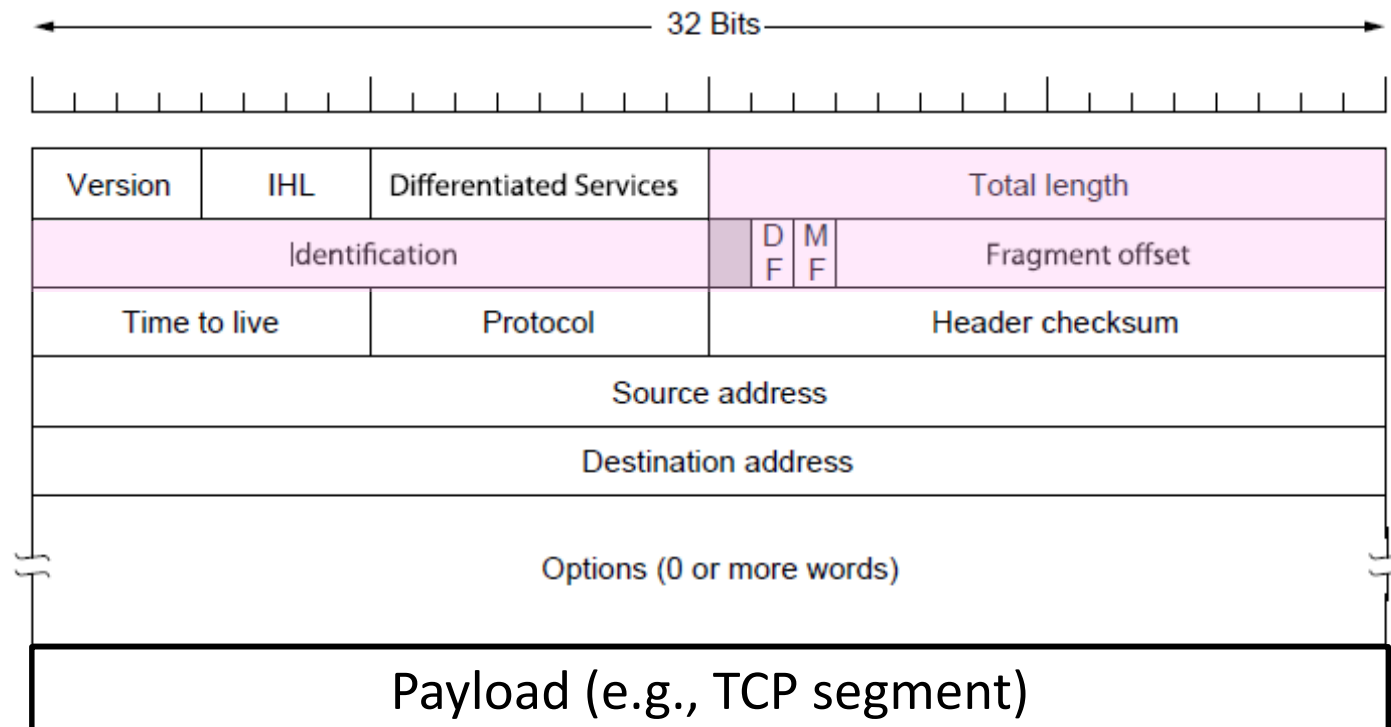 32 Bits
Version IHL Differentiated Services Total length
Identification D F M F Fragment offset
Time to live Protocol Header checksum
Source address
Destination address
Options (0 or more words)
Payload (e.g., TCP segment)